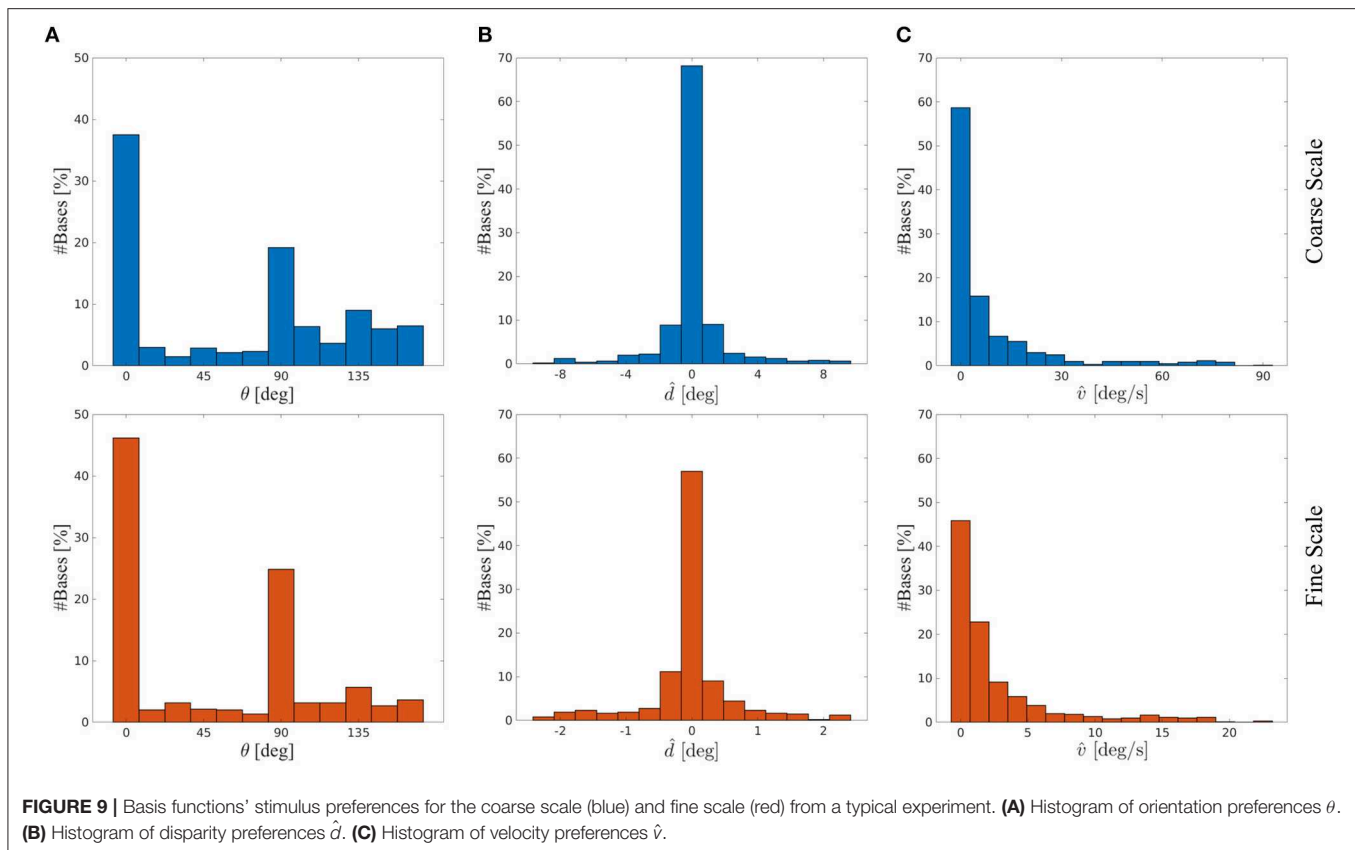 A
B
C
50
40
30
20
10
0
#Bases [%]
0 45 90 135
θ [deg]
70
60
50
40
30
20
10
0
#Bases [%]
-8 -4 0 4 8
d̂ [deg]
70
60
50
40
30
20
10
0
#Bases [%]
0 30 60 90
v̂ [deg/s]
Coarse Scale
50
40
30
20
10
0
#Bases [%]
0 45 90 135
θ [deg]
70
60
50
40
30
20
10
0
#Bases [%]
-2 -1 0 1 2
d̂ [deg]
70
60
50
40
30
20
10
0
#Bases [%]
0 5 10 15 20
v̂ [deg/s]
Fine Scale
FIGURE 9 | Basis functions’ stimulus preferences for the coarse scale (blue) and fine scale (red) from a typical experiment. (A) Histogram of orientation preferences θ.
(B) Histogram of disparity preferences d̂. (C) Histogram of velocity preferences v̂.